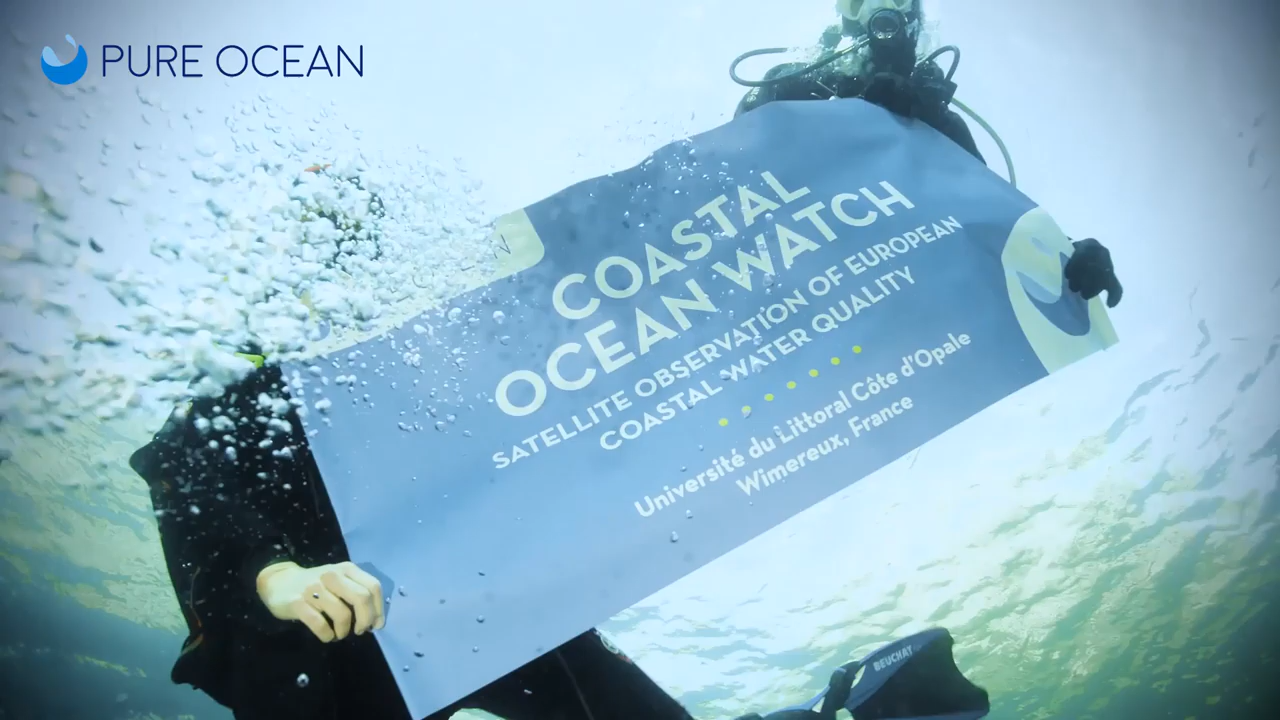 PURE OCEAN
COASTAL
OCEAN WATCH
SATELLITE OBSERVATION OF EUROPEAN
COASTAL WATER QUALITY
Université du Littoral Côte d'Opale
Wimereux, France
BEUCHAT